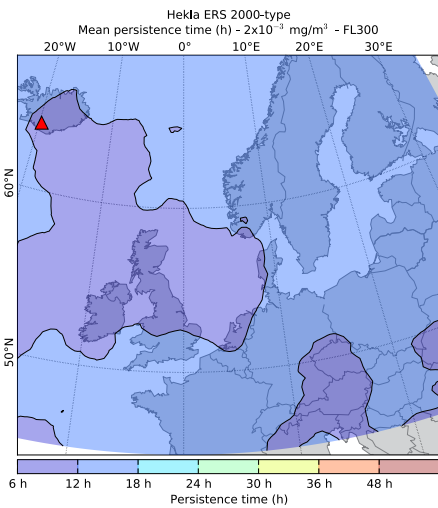 Hekla ERS 2000-type
Mean persistence time (h) - 2x10⁻³ mg/m³ - FL300
20°W 10°W 0° 10°E 20°E 30°E
60°N
50°N
6 h 12 h 18 h 24 h 30 h 36 h 48 h
Persistence time (h)